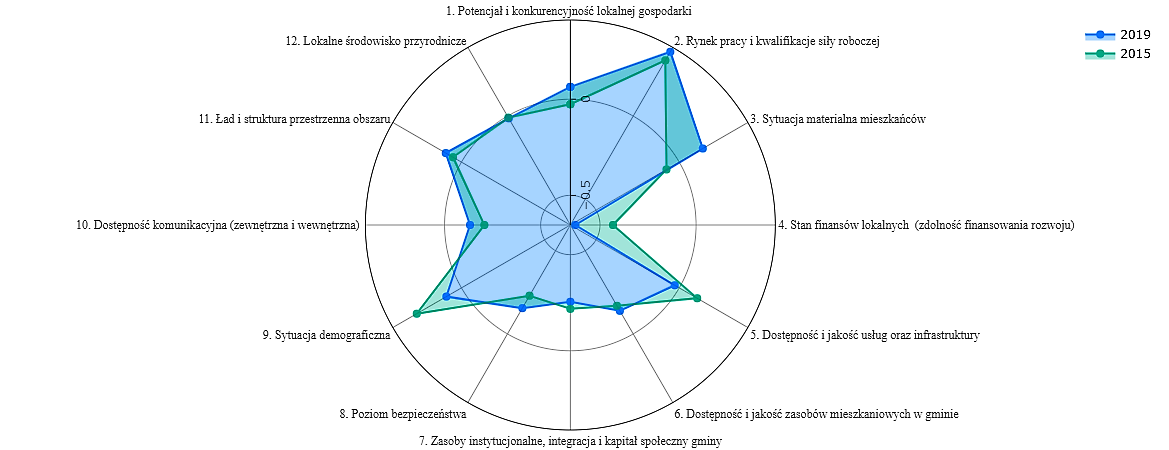 1. Potencjał i konkurencyjność lokalnej gospodarki
2. Rynek pracy i kwalifikacje siły roboczej
12. Lokalne środowisko przyrodnicze
2019
2015
0
11. Ład i struktura przestrzenna obszaru
3. Sytuacja materialna mieszkańców
−0.5
10. Dostępność komunikacyjna (zewnętrzna i wewnętrzna)
4. Stan finansów lokalnych (zdolność finansowania rozwoju)
9. Sytuacja demograficzna
5. Dostępność i jakość usług oraz infrastruktury
8. Poziom bezpieczeństwa
6. Dostępność i jakość zasobów mieszkaniowych w gminie
7. Zasoby instytucjonalne, integracja i kapitał społeczny gminy